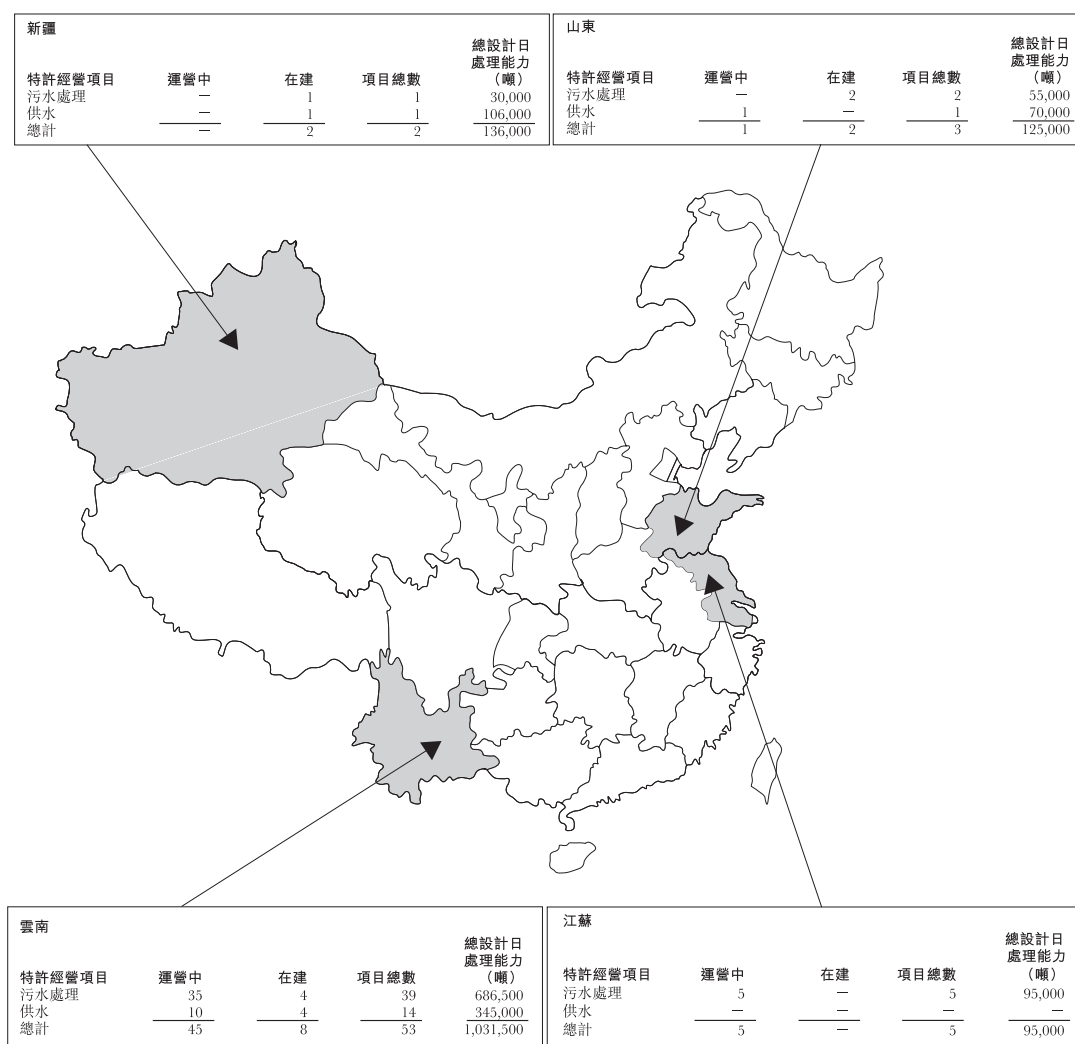 新疆
總設計日
處理能力
特許經營項目 運營中 在建 項目總數 （噸）
污水處理 — 1 1 30,000
供水 — 1 1 106,000
總計 — 2 2 136,000
山東
總設計日
處理能力
特許經營項目 運營中 在建 項目總數 （噸）
污水處理 — 2 2 55,000
供水 1 — 1 70,000
總計 1 2 3 125,000
雲南
總設計日
處理能力
特許經營項目 運營中 在建 項目總數 （噸）
污水處理 35 4 39 686,500
供水 10 4 14 345,000
總計 45 8 53 1,031,500
江蘇
總設計日
處理能力
特許經營項目 運營中 在建 項目總數 （噸）
污水處理 5 — 5 95,000
供水 — — — —
總計 5 — 5 95,000